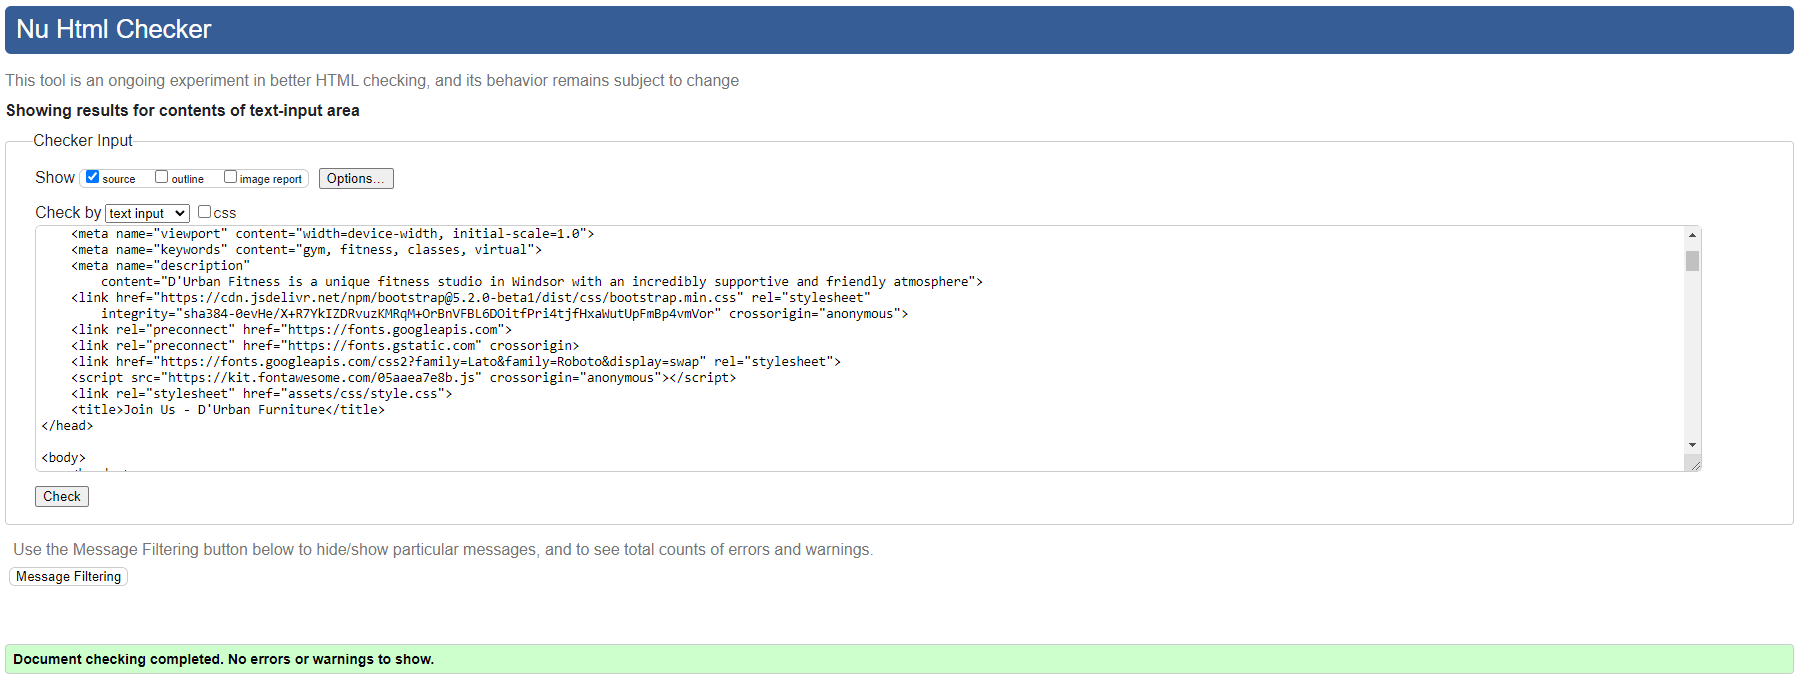 Nu Html Checker
This tool is an ongoing experiment in better HTML checking, and its behavior remains subject to change
Showing results for contents of text-input area
Checker Input
Show source outline image report Options...
Check by text input css
<meta name="viewport" content="width=device-width, initial-scale=1.0">
<meta name="keywords" content="gym, fitness, classes, virtual">
<meta name="description"
content="D'Urban Fitness is a unique fitness studio in Windsor with an incredibly supportive and friendly atmosphere">
<link href="https://cdn.jsdelivr.net/npm/bootstrap@5.2.0-beta1/dist/css/bootstrap.min.css" rel="stylesheet"
integrity="sha384-0evHe/X+R7YkIZDRvuzKMRqM+OrBnVFBL6DOitfPri4tjfHxaWutUpFmBp4vmVor" crossorigin="anonymous">
<link rel="preconnect" href="https://fonts.googleapis.com">
<link rel="preconnect" href="https://fonts.gstatic.com" crossorigin>
<link href="https://fonts.googleapis.com/css2?family=Lato&family=Roboto&display=swap" rel="stylesheet">
<script src="https://kit.fontawesome.com/05aaea7e8b.js" crossorigin="anonymous"></script>
<link rel="stylesheet" href="assets/css/style.css">
<title>Join Us - D'Urban Furniture</title>
</head>
<body>
Check
Use the Message Filtering button below to hide/show particular messages, and to see total counts of errors and warnings.
Message Filtering
Document checking completed. No errors or warnings to show.